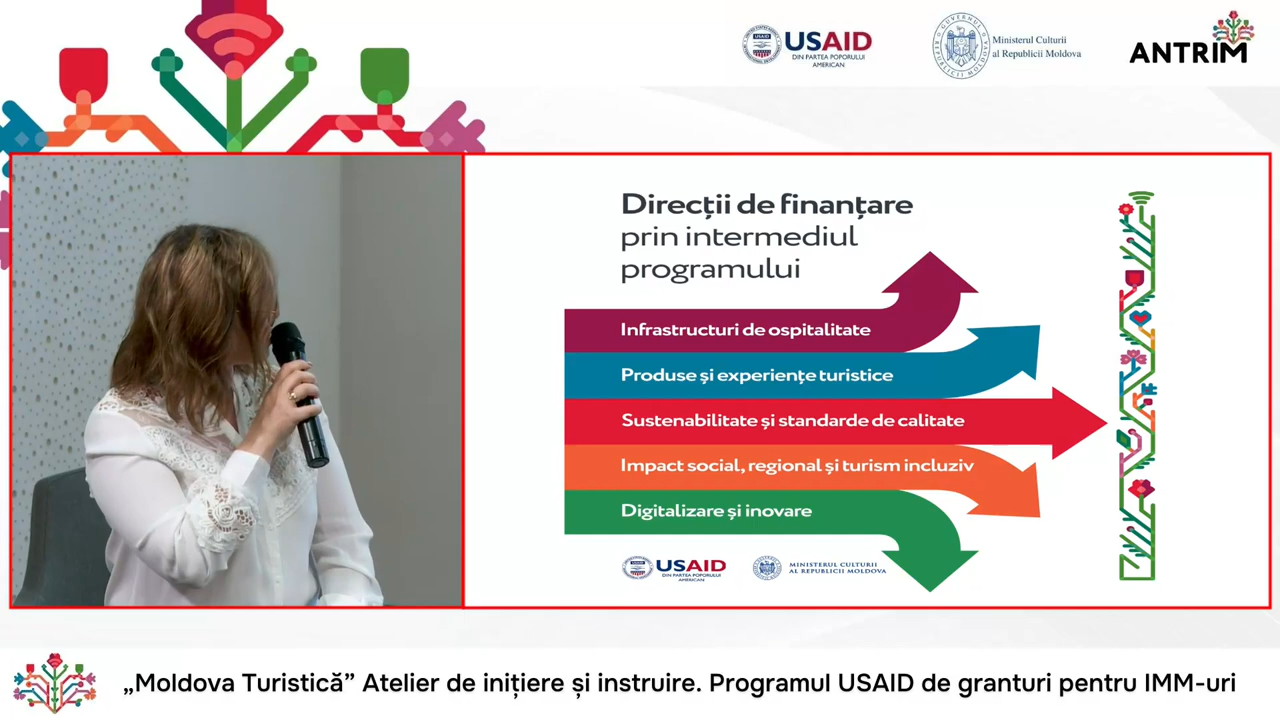 USAID
DIN PARTEA POPORULUI
AMERICAN
Ministerul Culturii
al Republicii Moldova
ANTRIM
Direcții de finanțare
prin intermediul
programului
Infrastructuri de ospitalitate
Produse și experiențe turistice
Sustenabilitate și standarde de calitate
Impact social, regional și turism incluziv
Digitalizare și inovare
USAID
DIN PARTEA POPORULUI
AMERICAN
MINISTERUL CULTURII
AL REPUBLICII MOLDOVA
„Moldova Turistică” Atelier de inițiere și instruire. Programul USAID de granturi pentru IMM-uri